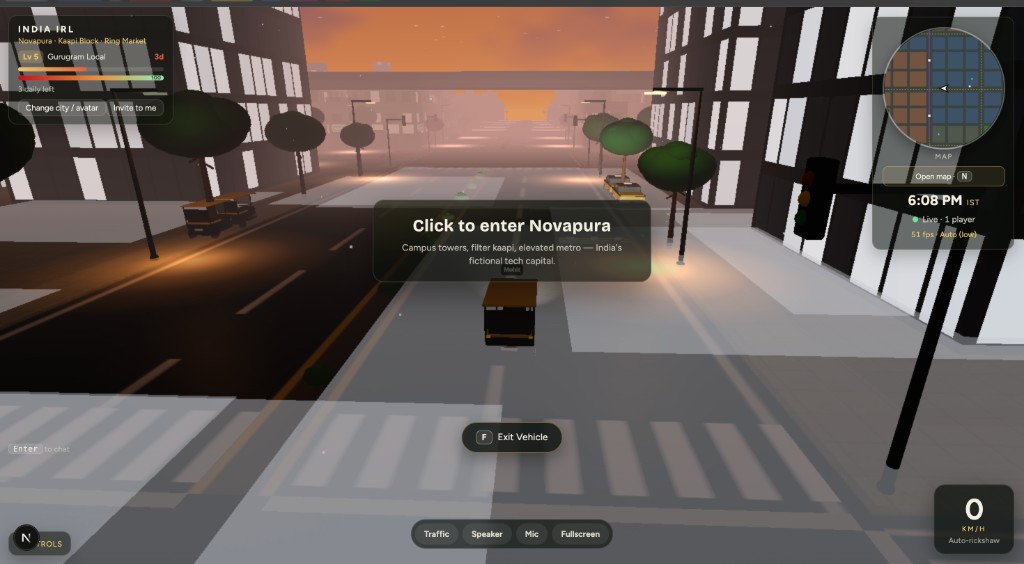 INDIA IRL
Novapura · Kaapi Block · Ring Market
Lv 5 Gurugram Local 3d
100
3 daily left
Change city / avatar Invite to me
MAP
Open map · N
6:08 PM IST
Live · 1 player
51 fps · Auto (low)
Click to enter Novapura
Campus towers, filter kaapi, elevated metro — India's
fictional tech capital.
F Exit Vehicle
Enter to chat
N
ROLS
Traffic Speaker Mic Fullscreen
0
KM/H
Auto-rickshaw